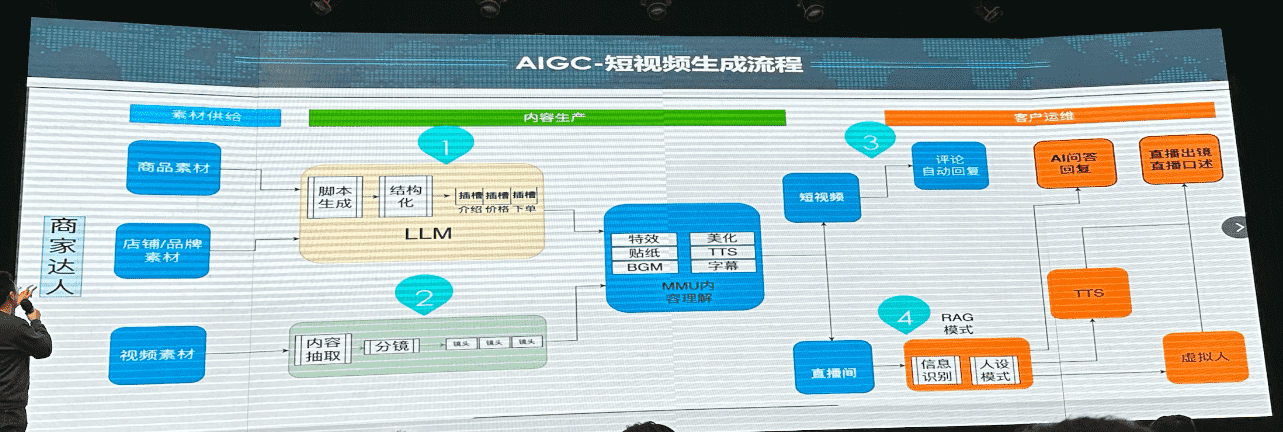 AIGC-短视频生成流程
素材供给
内容生产
客户运维
商家达人
商品素材
店铺/品牌
素材
视频素材
1
脚本
生成
结构
化
插槽 插槽 插槽
介绍 价格 下单
LLM
2
内容
抽取
分镜
镜头 镜头 镜头
特效 美化
贴纸 TTS
BGM 字幕
MMU内
容理解
3
短视频
评论
自动回复
AI问答
回复
直播出镜
直播口述
直播间
4
RAG
模式
信息
识别
人设
模式
TTS
虚拟人